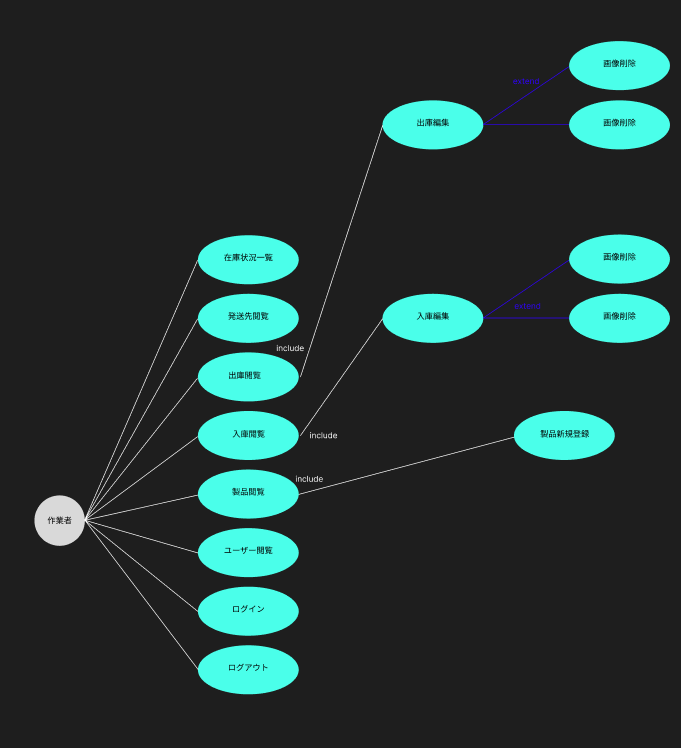 画像削除
extend
出庫編集
画像削除
在庫状況一覧
画像削除
発送先閲覧
extend
入庫編集
画像削除
include
出庫閲覧
入庫閲覧
include
製品新規登録
include
製品閲覧
作業者
ユーザー閲覧
ログイン
ログアウト